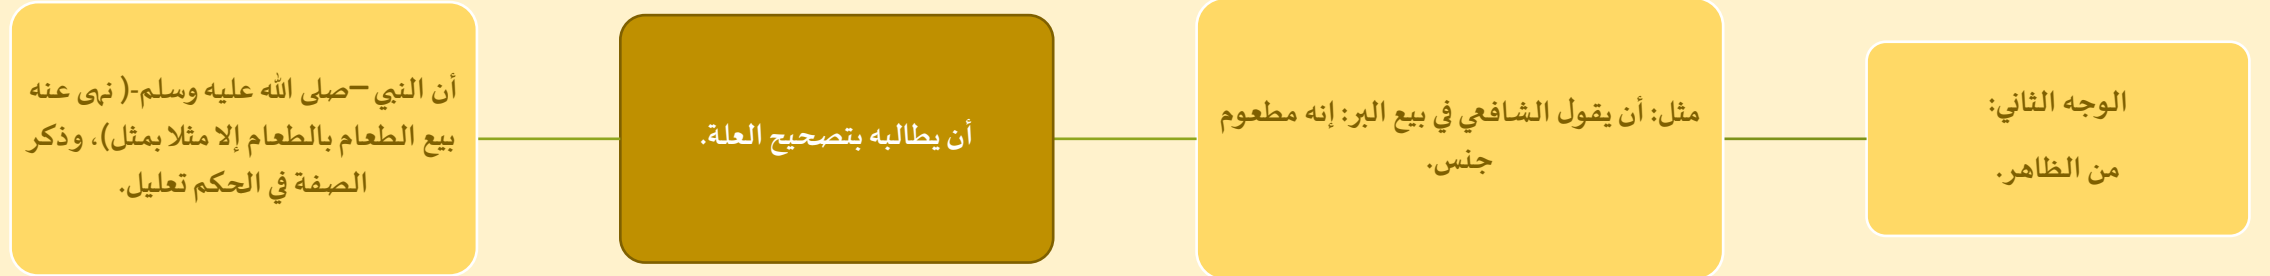 الوجه الثاني:
من الظاهر.
مثل: أن يقول الشافعي في بيع البر: إنه مطعوم
جنس.
أن يطالبه بتصحيح العلة.
أن النبي –صلى الله عليه وسلم-( نهى عنه
بيع الطعام بالطعام إلا مثلا بمثل)، وذكر
الصفة في الحكم تعليل.